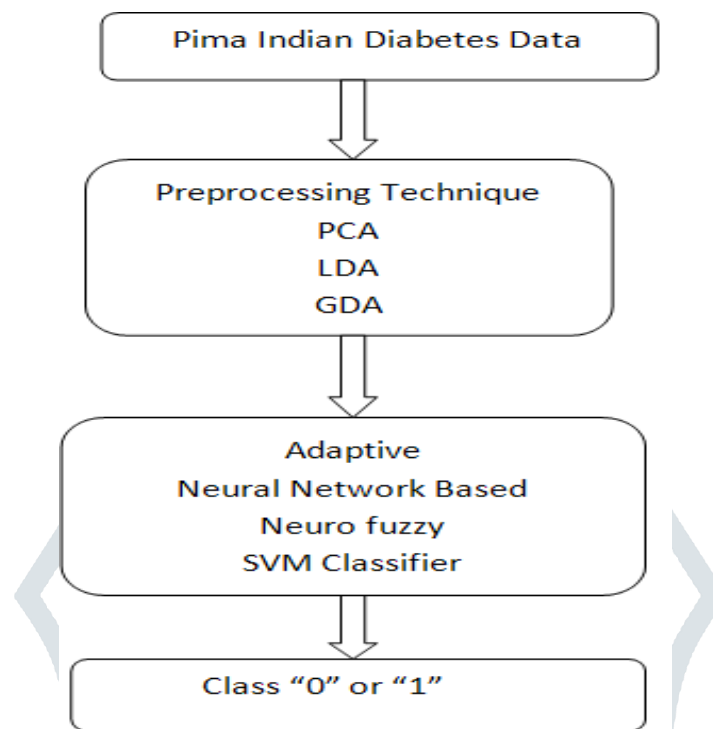 Pima Indian Diabetes Data
Preprocessing Technique
PCA
LDA
GDA
Adaptive
Neural Network Based
Neuro fuzzy
SVM Classifier
Class “0” or “1”